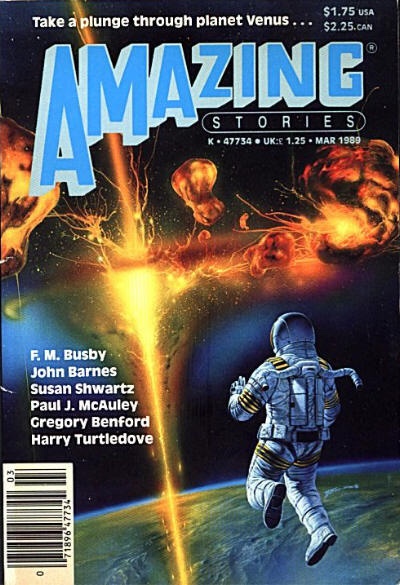 Take a plunge through planet Venus . . .
$1.75 USA
$2.25 CAN
AMAZING®
STORIES
K • 47734 • UK:£ 1.25 • MAR 1989
F. M. Busby
John Barnes
Susan Shwartz
Paul J. McAuley
Gregory Benford
Harry Turtledove
03
0
71896 47734